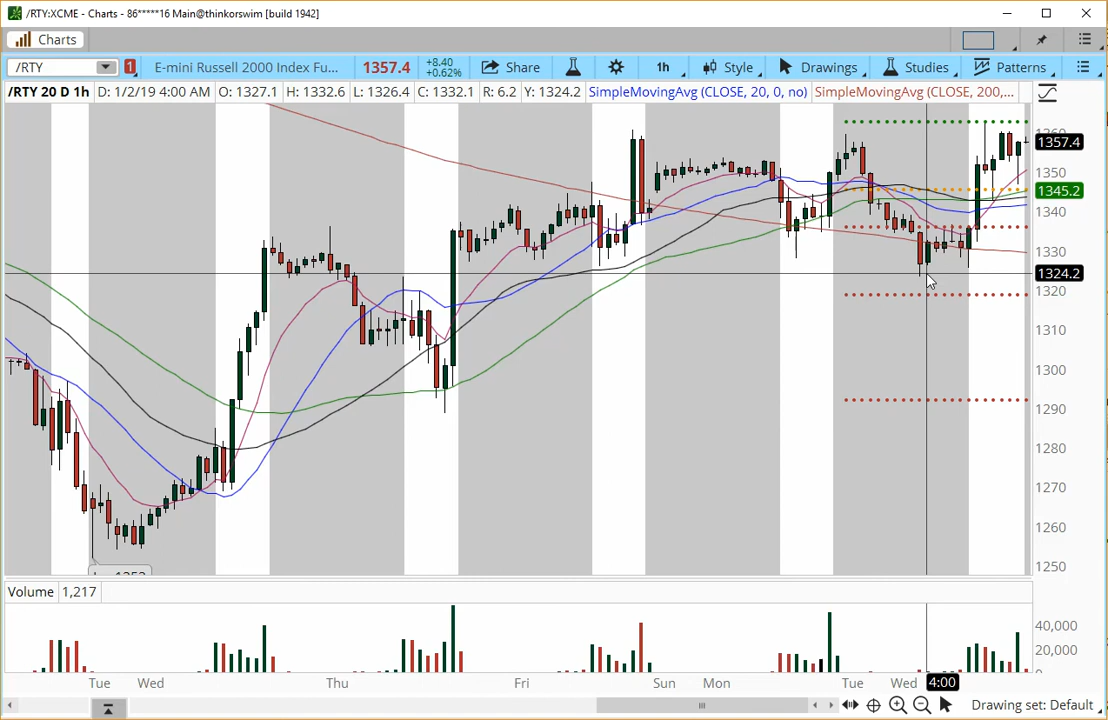 /RTY:XCME - Charts - 86*****16 Main@thinkorswim [build 1942]
Charts
/RTY 1 E-mini Russell 2000 Index Fu... 1357.4 +8.40 +0.62% Share 1h Style Drawings Studies Patterns
/RTY 20 D 1h D: 1/2/19 4:00 AM O: 1327.1 H: 1332.6 L: 1326.4 C: 1332.1 R: 6.2 Y: 1324.2 SimpleMovingAvg (CLOSE, 20, 0, no) SimpleMovingAvg (CLOSE, 200,...
1357.4
1350
1345.2
1340
1330
1324.2
1320
1310
1300
1290
1280
1270
1260
1250
Volume 1,217
40,000
20,000
Tue Wed Thu Fri Sun Mon Tue Wed 4:00
Drawing set: Default